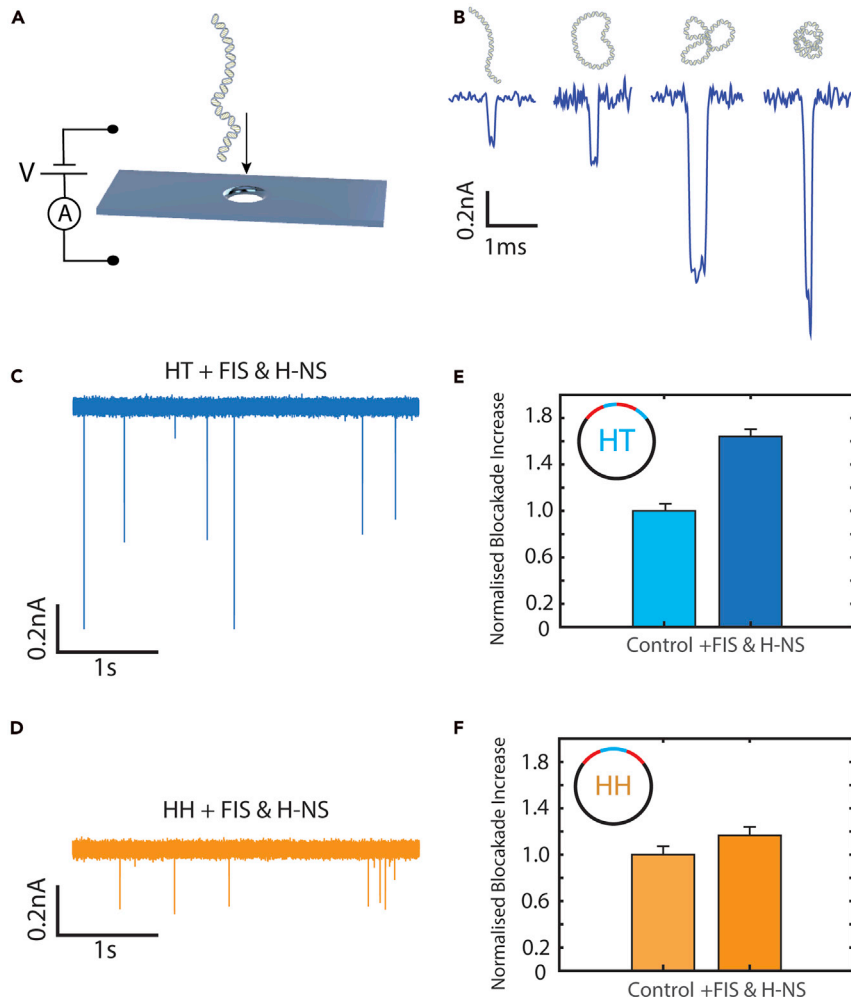 A
V
A
B
0.2nA
1ms
C
HT + FIS & H-NS
0.2nA
1s
D
HH + FIS & H-NS
0.2nA
1s
E
Normalised Blocakade Increase
1.8
1.4
1.0
0.6
0.2
0
HT
Control +FIS & H-NS
F
Normalised Blocakade Increase
1.8
1.4
1.0
0.6
0.2
0
HH
Control +FIS & H-NS